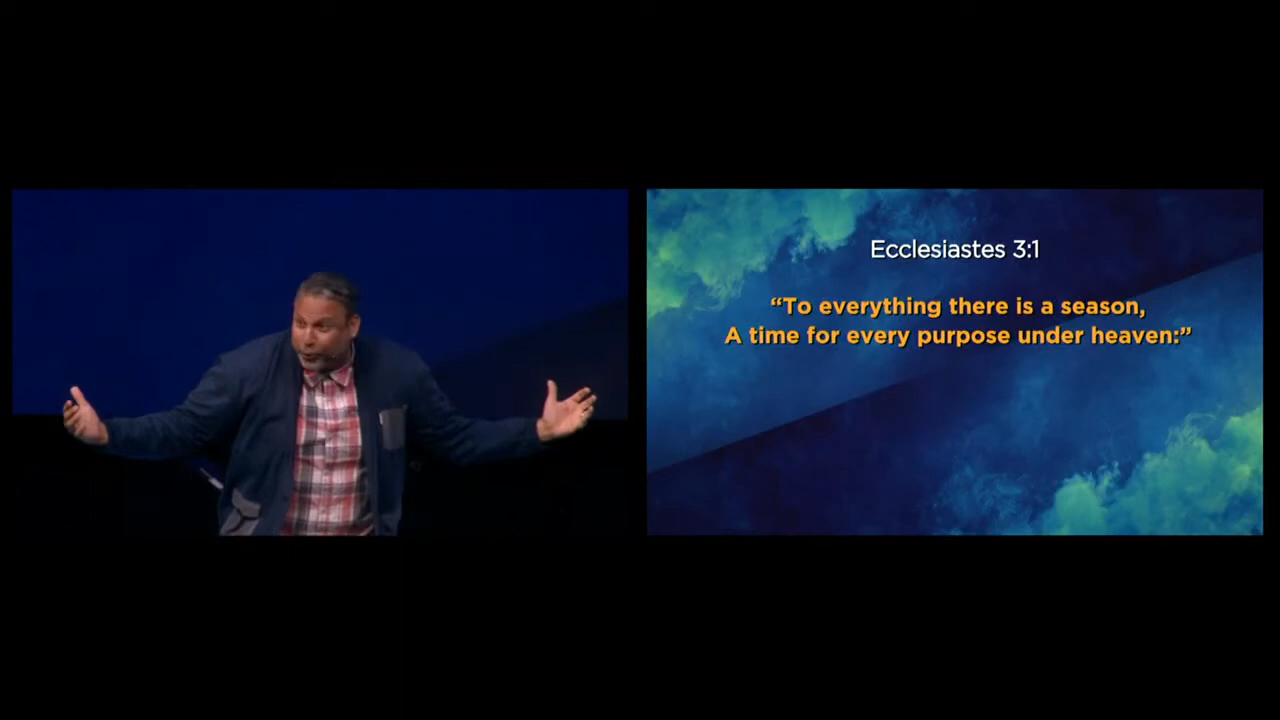 Ecclesiastes 3:1
“To everything there is a season,
A time for every purpose under heaven:”